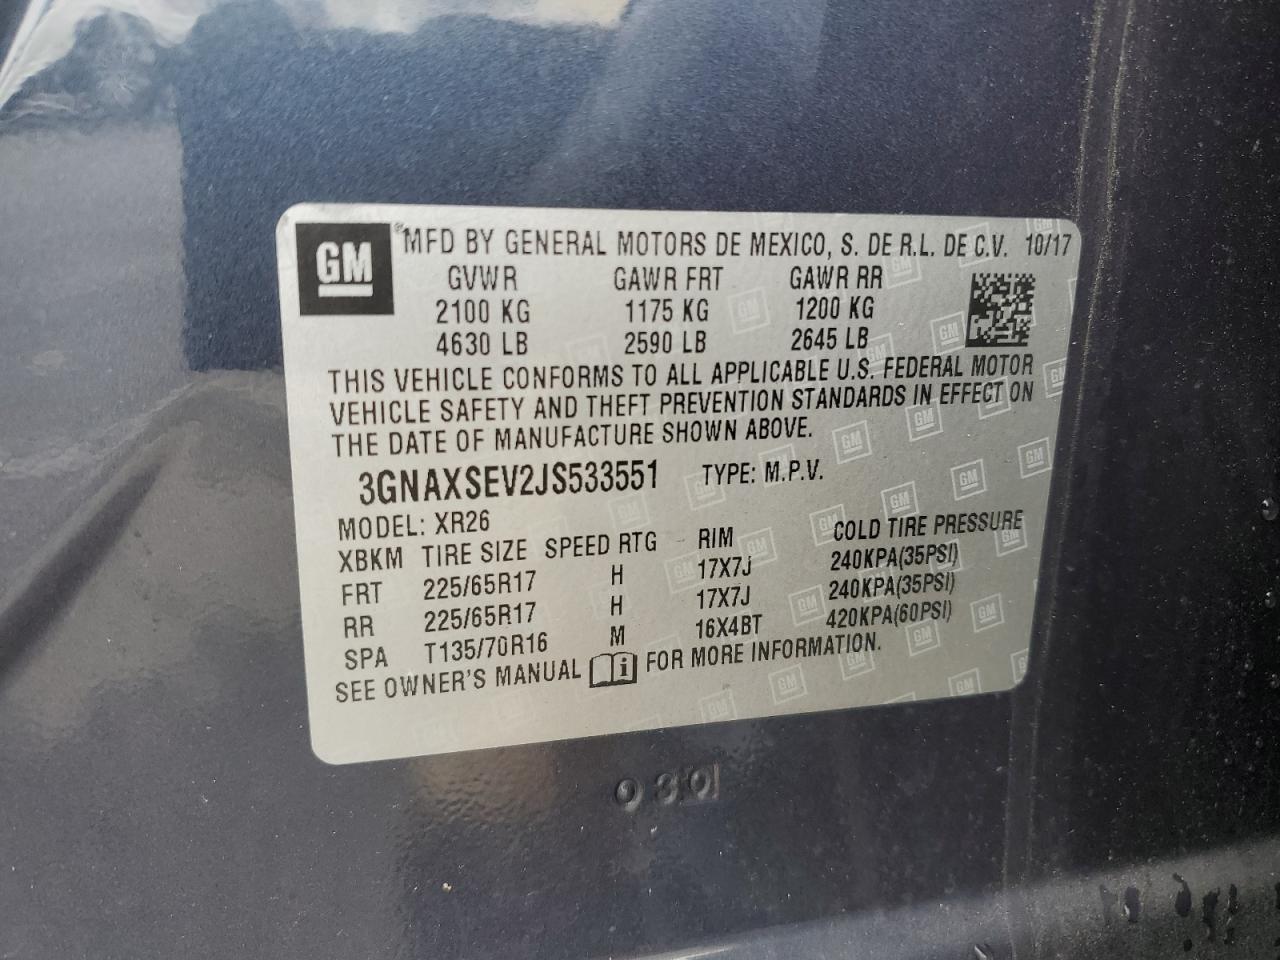 GM ® MFD BY GENERAL MOTORS DE MEXICO, S. DE R.L. DE C.V. 10/17
GVWR GAWR FRT GAWR RR
2100 KG 1175 KG 1200 KG
4630 LB 2590 LB 2645 LB
THIS VEHICLE CONFORMS TO ALL APPLICABLE U.S. FEDERAL MOTOR
VEHICLE SAFETY AND THEFT PREVENTION STANDARDS IN EFFECT ON
THE DATE OF MANUFACTURE SHOWN ABOVE.
3GNAXSEV2JS533551 TYPE: M.P.V.
MODEL: XR26
XBKM TIRE SIZE SPEED RTG RIM COLD TIRE PRESSURE
FRT 225/65R17 H 17X7J 240KPA(35PSI)
RR 225/65R17 H 17X7J 240KPA(35PSI)
SPA T135/70R16 M 16X4BT 420KPA(60PSI)
SEE OWNER'S MANUAL i FOR MORE INFORMATION.